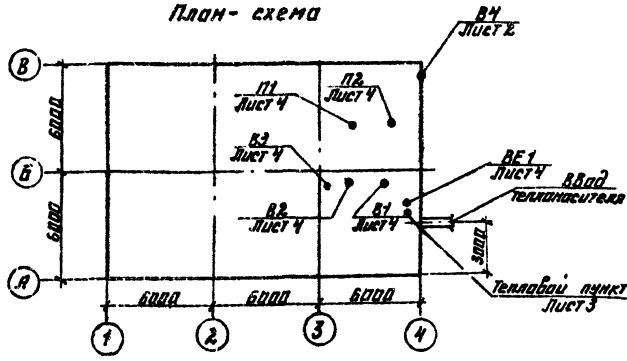 План-схема
В4
Лист 2
В
П1
Лист 4
П2
Лист 4
6000
В3
Лист 4
ВЕ1
Лист 4
Б
Ввод
теплоносителя
В2
Лист 4
В1
Лист 4
6000
3000
А
Тепловой пункт
Лист 3
6000
6000
6000
1
2
3
4